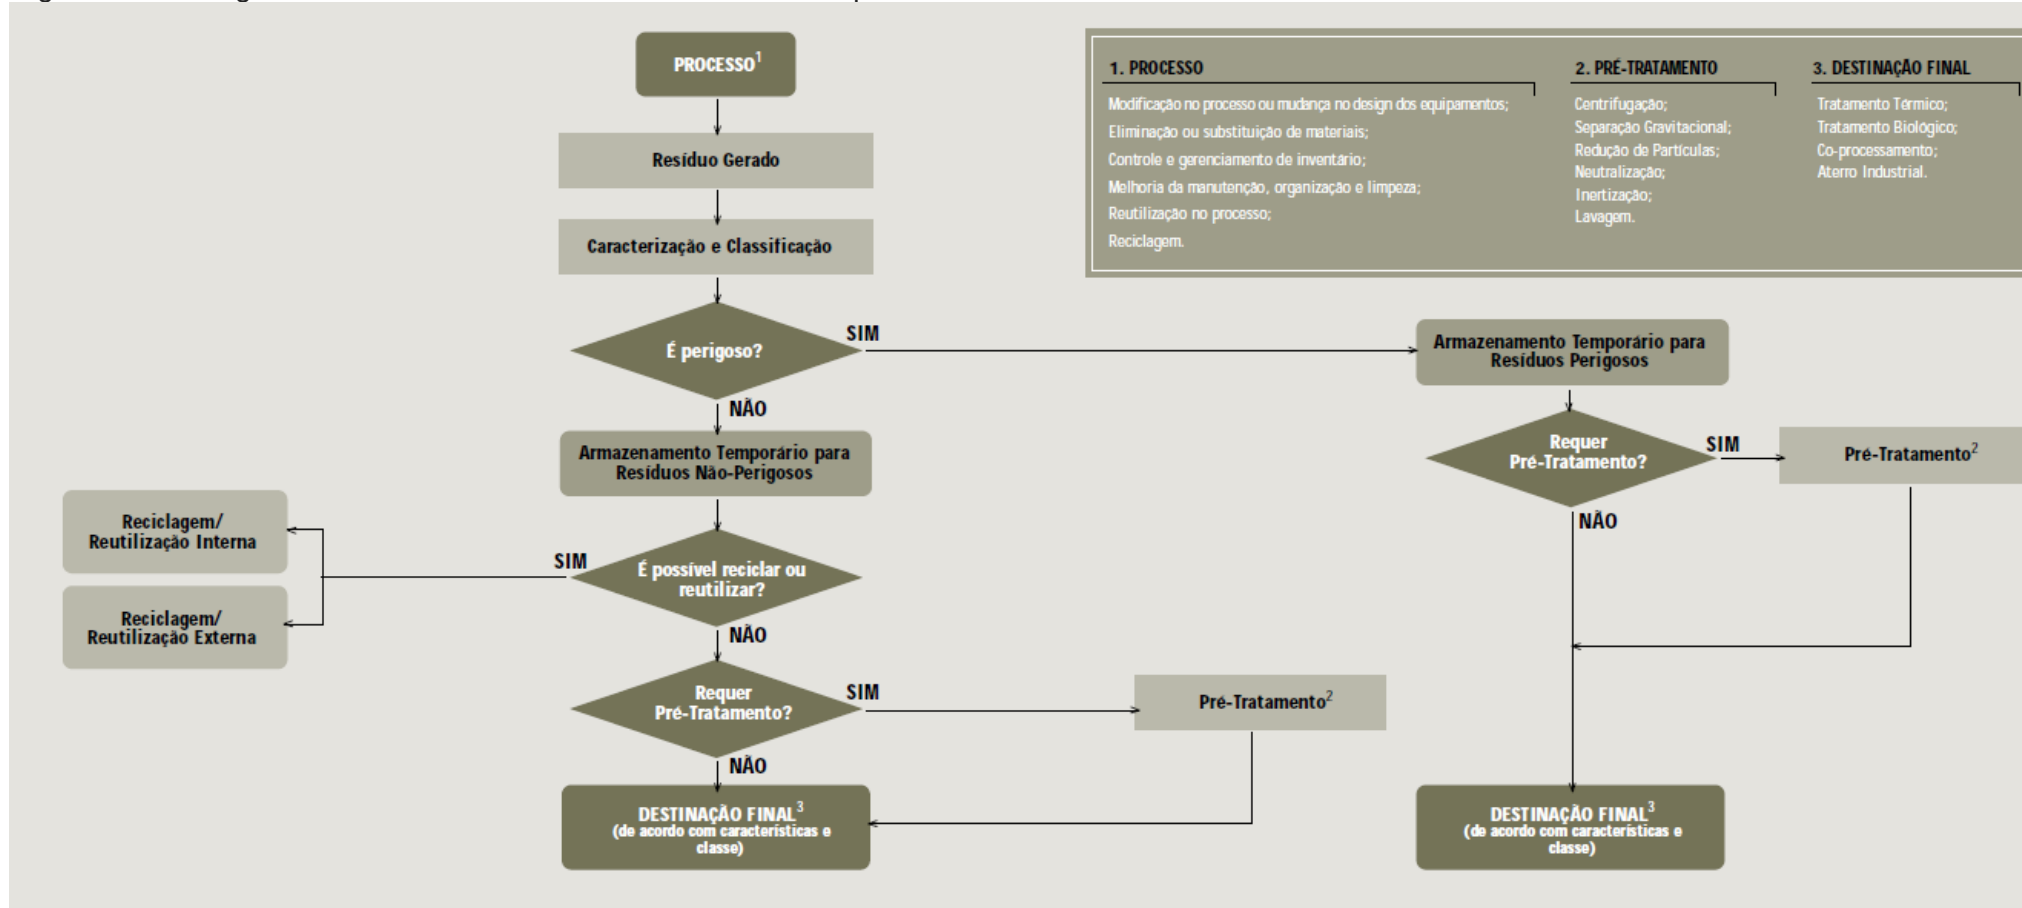 PROCESSO¹
Resíduo Gerado
Caracterização e Classificação
É perigoso?
SIM
NÃO
Armazenamento Temporário para
Resíduos Não-Perigosos
É possível reciclar ou
reutilizar?
SIM
Reciclagem/
Reutilização Interna
Reciclagem/
Reutilização Externa
NÃO
Requer
Pré-Tratamento?
SIM
Pré-Tratamento²
NÃO
DESTINAÇÃO FINAL³
(de acordo com características e
classe)
1. PROCESSO
Modificação no processo ou mudança no design dos equipamentos;
Eliminação ou substituição de materiais;
Controle e gerenciamento de inventário;
Melhoria da manutenção, organização e limpeza;
Reutilização no processo;
Reciclagem.
2. PRÉ-TRATAMENTO
Centrifugação;
Separação Gravitacional;
Redução de Partículas;
Neutralização;
Inertização;
Lavagem.
3. DESTINAÇÃO FINAL
Tratamento Térmico;
Tratamento Biológico;
Co-processamento;
Aterro Industrial.
Armazenamento Temporário para
Resíduos Perigosos
Requer
Pré-Tratamento?
SIM
Pré-Tratamento²
NÃO
DESTINAÇÃO FINAL³
(de acordo com características e
classe)